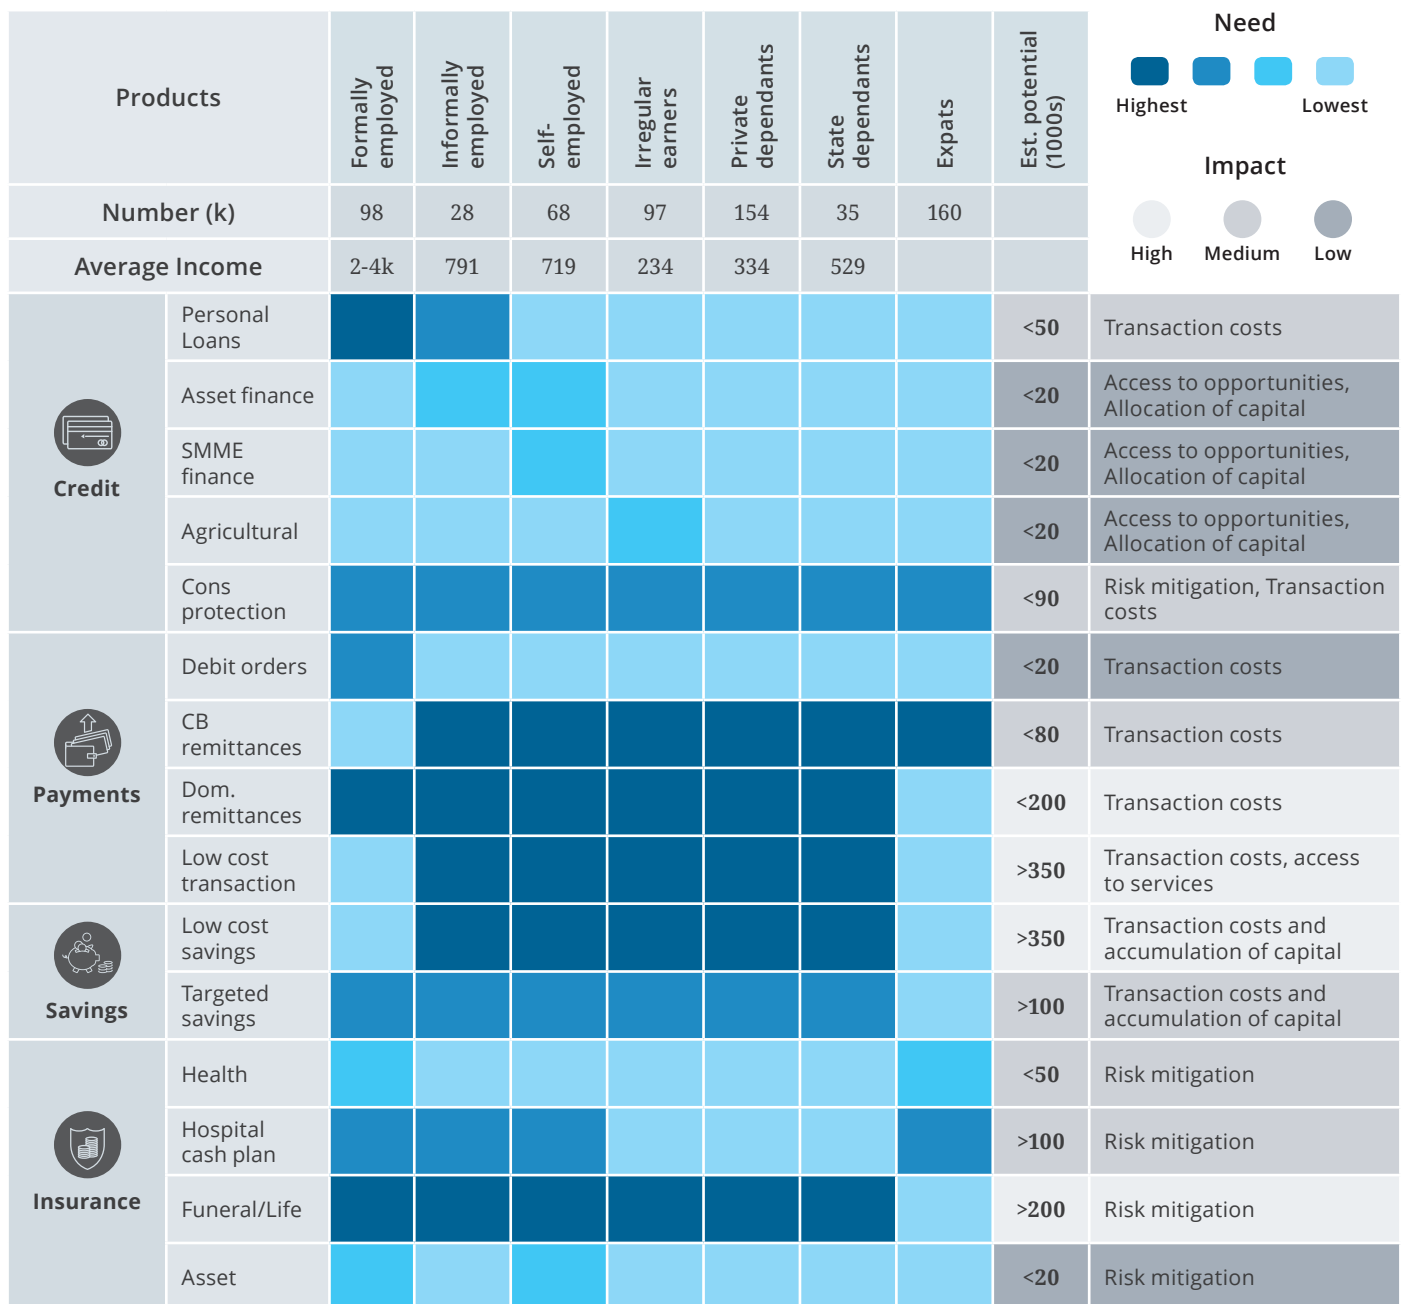 Products
Formally
employed
Informally
employed
Self-
employed
Irregular
earners
Private
dependants
State
dependants
Expats
Est. potential
(1000s)
Need
Highest
Lowest
Impact
High
Medium
Low
Number (k) 98 28 68 97 154 35 160
Average Income 2-4k 791 719 234 334 529
Credit
Personal
Loans
<50
Transaction costs
Asset finance
<20
Access to opportunities,
Allocation of capital
SMME
finance
<20
Access to opportunities,
Allocation of capital
Agricultural
<20
Access to opportunities,
Allocation of capital
Cons
protection
<90
Risk mitigation, Transaction
costs
Payments
Debit orders
<20
Transaction costs
CB
remittances
<80
Transaction costs
Dom.
remittances
<200
Transaction costs
Low cost
transaction
>350
Transaction costs, access
to services
Savings
Low cost
savings
>350
Transaction costs and
accumulation of capital
Targeted
savings
>100
Transaction costs and
accumulation of capital
Insurance
Health
<50
Risk mitigation
Hospital
cash plan
>100
Risk mitigation
Funeral/Life
>200
Risk mitigation
Asset
<20
Risk mitigation